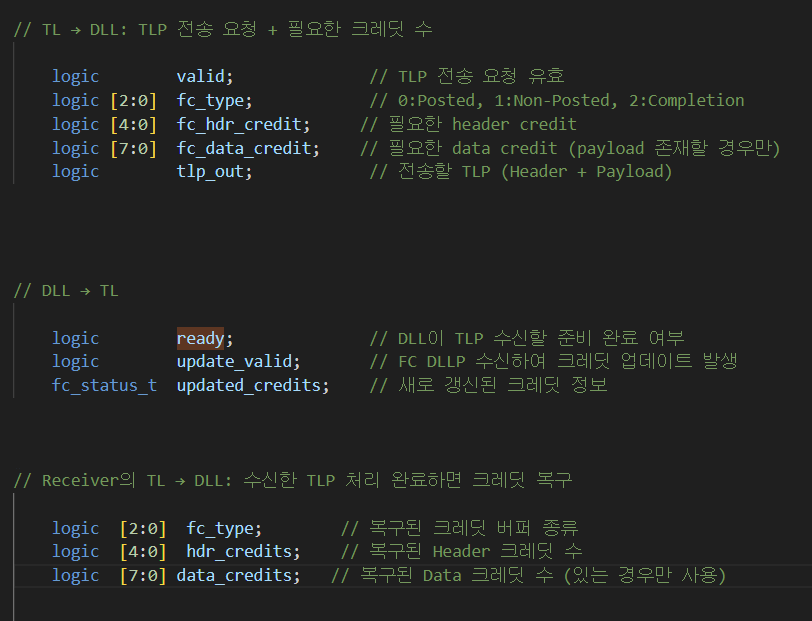 // TL → DLL: TLP 전송 요청 + 필요한 크레딧 수
logic valid; // TLP 전송 요청 유효
logic [2:0] fc_type; // 0:Posted, 1:Non-Posted, 2:Completion
logic [4:0] fc_hdr_credit; // 필요한 header credit
logic [7:0] fc_data_credit; // 필요한 data credit (payload 존재할 경우만)
logic tlp_out; // 전송할 TLP (Header + Payload)
// DLL → TL
logic ready; // DLL이 TLP 수신할 준비 완료 여부
logic update_valid; // FC DLLP 수신하여 크레딧 업데이트 발생
fc_status_t updated_credits; // 새로 갱신된 크레딧 정보
// Receiver의 TL → DLL: 수신한 TLP 처리 완료하면 크레딧 복구
logic [2:0] fc_type; // 복구된 크레딧 버퍼 종류
logic [4:0] hdr_credits; // 복구된 Header 크레딧 수
logic [7:0] data_credits; // 복구된 Data 크레딧 수 (있는 경우만 사용)